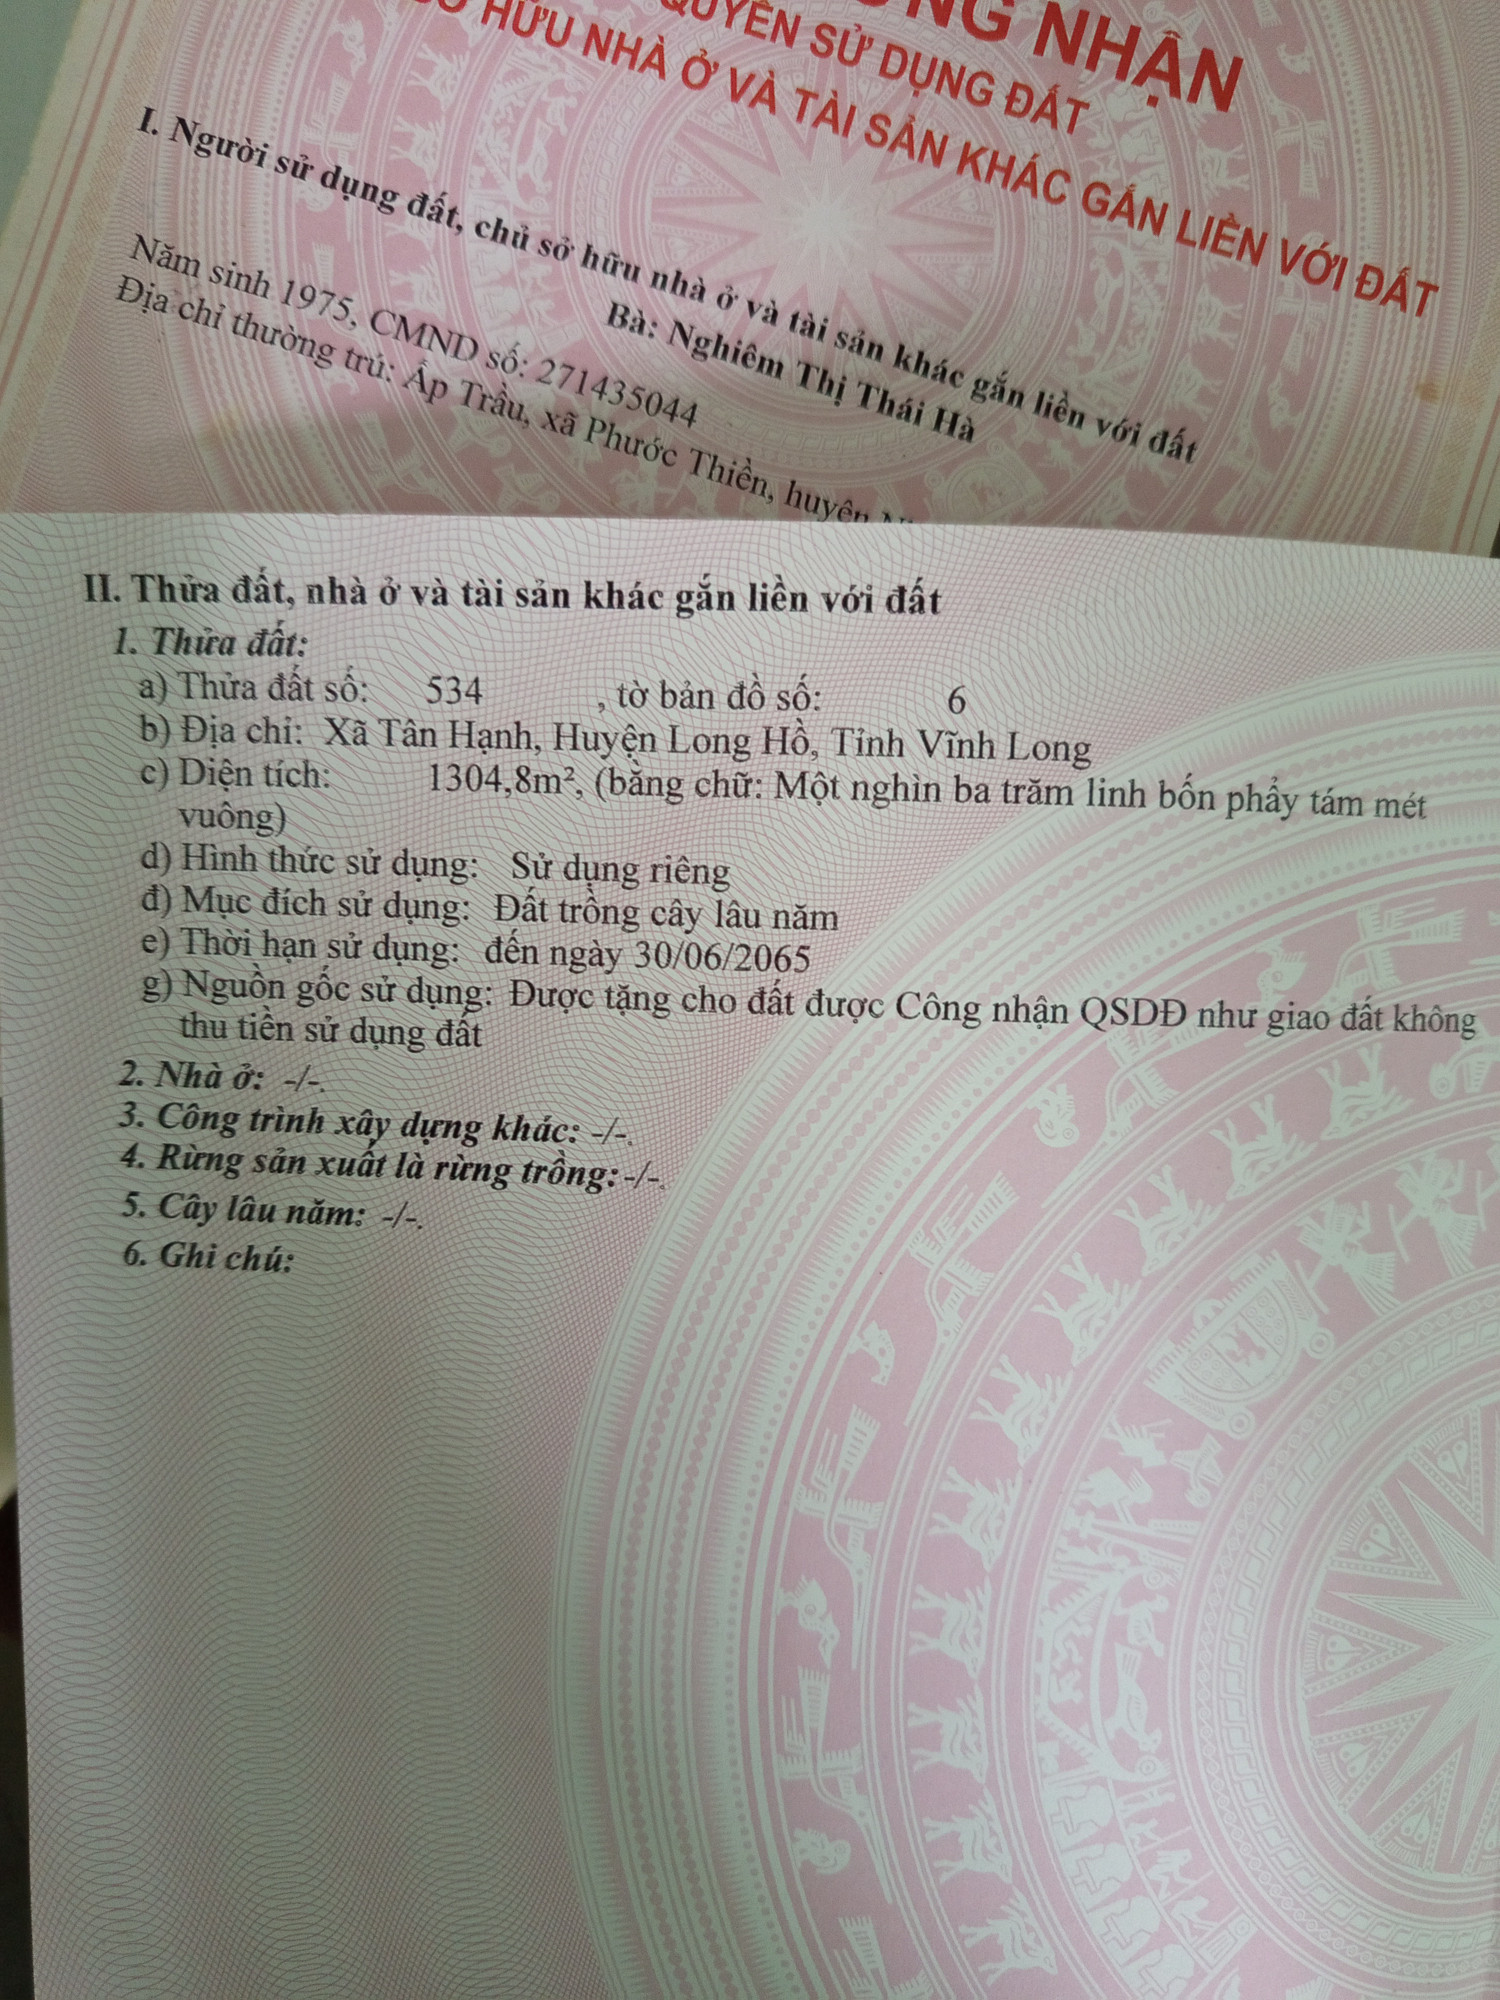 NHẬN
QUYỀN SỬ DỤNG ĐẤT
HỮU NHÀ Ở VÀ TÀI SẢN KHÁC GẮN LIỀN VỚI ĐẤT
I. Người sử dụng đất, chủ sở hữu nhà ở và tài sản khác gắn liền với đất
Bà: Nghiêm Thị Thái Hà
Năm sinh 1975, CMND số: 271435044
Địa chỉ thường trú: Ấp Trầu, xã Phước Thiền, huyện
II. Thửa đất, nhà ở và tài sản khác gắn liền với đất
1. Thửa đất:
a) Thửa đất số: 534 , tờ bản đồ số: 6
b) Địa chỉ: Xã Tân Hạnh, Huyện Long Hồ, Tỉnh Vĩnh Long
c) Diện tích: 1304,8m², (bằng chữ: Một nghìn ba trăm linh bốn phẩy tám mét
vuông)
d) Hình thức sử dụng: Sử dụng riêng
đ) Mục đích sử dụng: Đất trồng cây lâu năm
e) Thời hạn sử dụng: đến ngày 30/06/2065
g) Nguồn gốc sử dụng: Được tặng cho đất được Công nhận QSDĐ như giao đất không
thu tiền sử dụng đất
2. Nhà ở: -/-.
3. Công trình xây dựng khác: -/-.
4. Rừng sản xuất là rừng trồng: -/-.
5. Cây lâu năm: -/-.
6. Ghi chú: